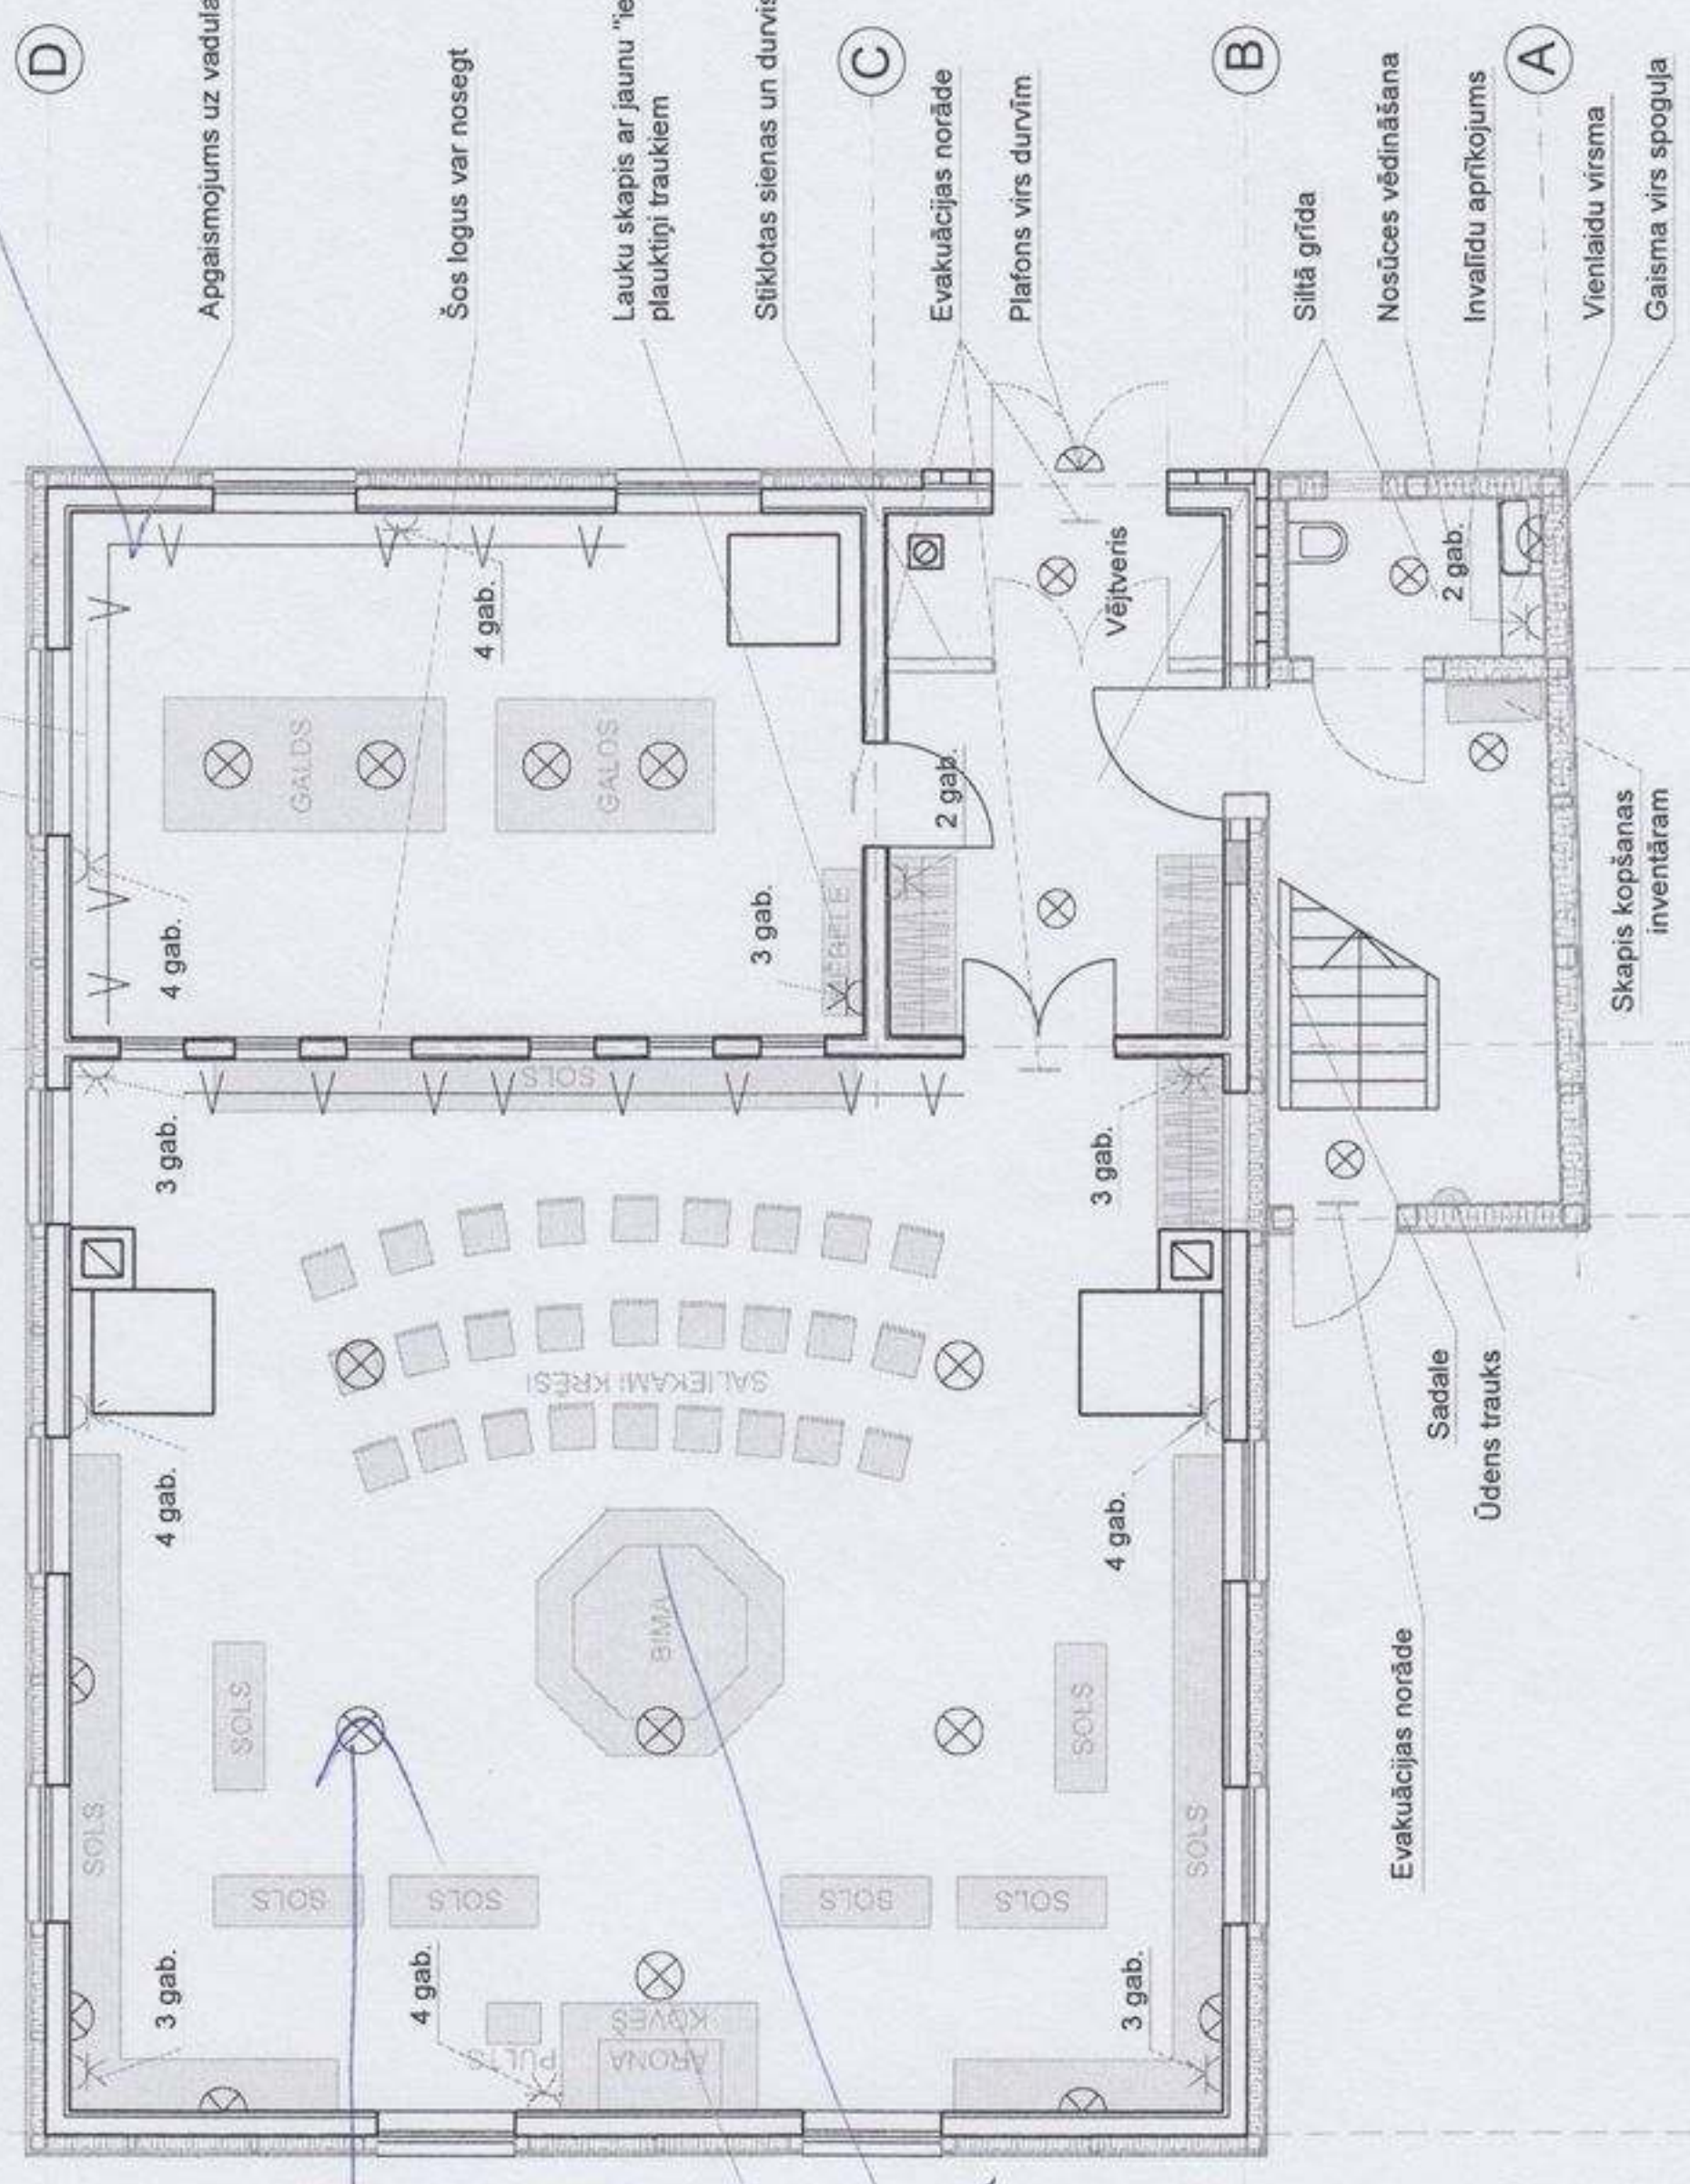 D
C
B
A
Apgaismojums uz vadula
Šos logus var nosegt
Lauku skapis ar jaunu "ie
plauktiņi traukiem
Stiklotas sienas un durvis
Evakuācijas norāde
Plafons virs durvīm
Siltā grīda
Nosūces vēdināšana
Invalīdu aprīkojums
Vienlaidu virsma
Gaisma virs spoguļa
GALDS
GALDS
4 gab.
4 gab.
3 gab.
2 gab.
Vējtveris
2 gab.
Skapis kopšanas
inventāram
3 gab.
SOLS
3 gab.
SALIEKAMI KRĒSLI
4 gab.
4 gab.
Sadale
Ūdens trauks
Evakuācijas norāde
BIMA
SOLS
SOLS
SOLS
SOLS
SOLS
SOLS
SOLS
SOLS
3 gab.
4 gab.
3 gab.
PULTS
ARONA